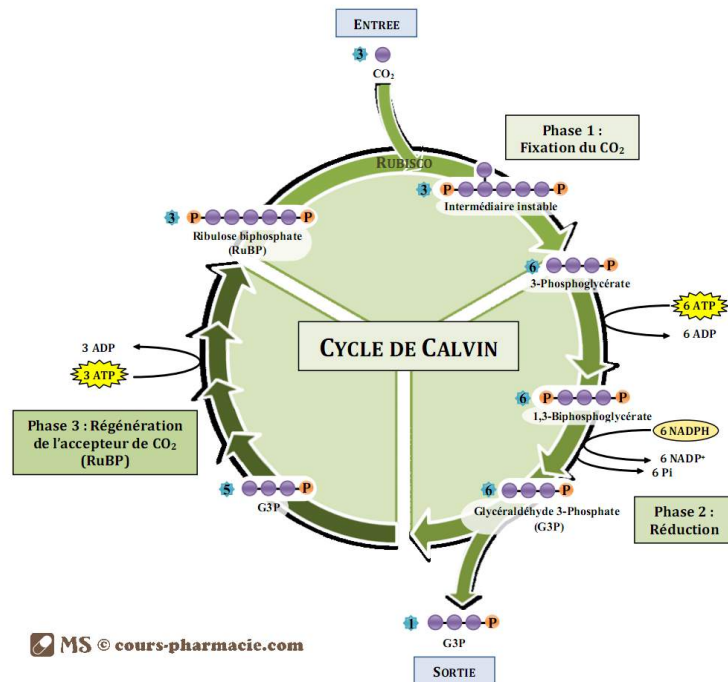 ENTREE
3
CO₂
Phase 1 :
Fixation du CO₂
RUBISCO
3 P P
Intermédiaire instable
3 P P
Ribulose biphosphate
(RuBP)
6 P
3-Phosphoglycérate
6 ATP
6 ADP
CYCLE DE CALVIN
3 ADP
3 ATP
6 P P
1,3-Biphosphoglycérate
Phase 3 : Régénération
de l'accepteur de CO₂
(RuBP)
6 NADPH
6 NADP⁺
6 Pi
5 P
G3P
6 P
Glycéraldéhyde 3-Phosphate
(G3P)
Phase 2 :
Réduction
1 P
G3P
MS © cours-pharmacie.com
SORTIE